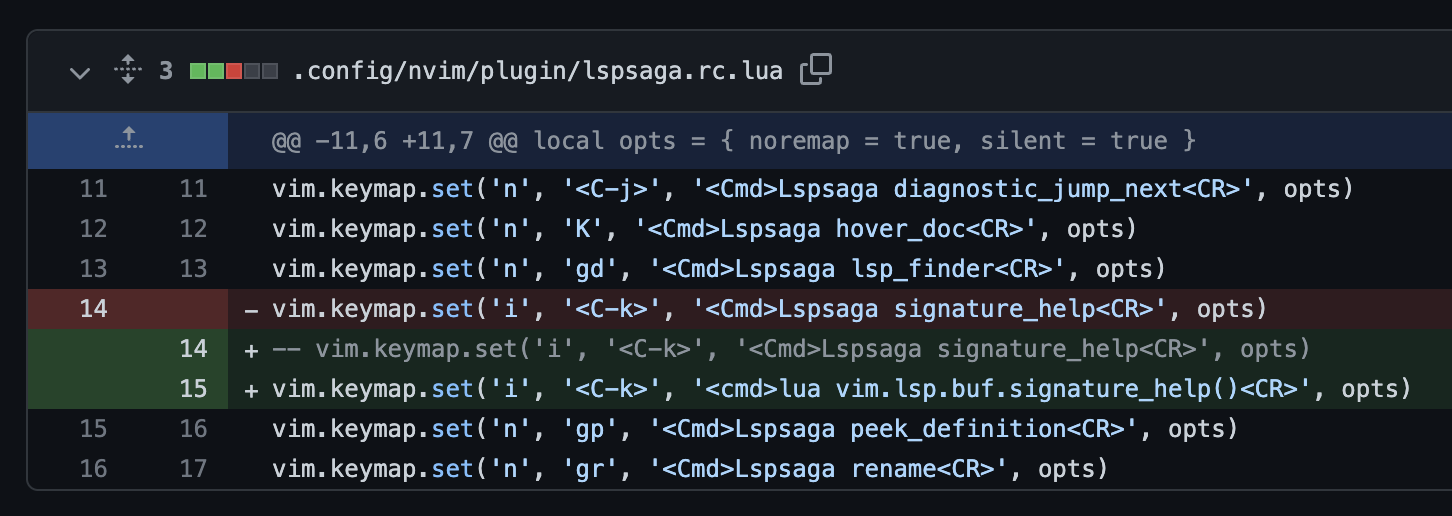 3 .config/nvim/plugin/lspsaga.rc.lua
@@ -11,6 +11,7 @@ local opts = { noremap = true, silent = true }
11 11 vim.keymap.set('n', '<C-j>', '<Cmd>Lspsaga diagnostic_jump_next<CR>', opts)
12 12 vim.keymap.set('n', 'K', '<Cmd>Lspsaga hover_doc<CR>', opts)
13 13 vim.keymap.set('n', 'gd', '<Cmd>Lspsaga lsp_finder<CR>', opts)
14 - vim.keymap.set('i', '<C-k>', '<Cmd>Lspsaga signature_help<CR>', opts)
14 + -- vim.keymap.set('i', '<C-k>', '<Cmd>Lspsaga signature_help<CR>', opts)
15 + vim.keymap.set('i', '<C-k>', '<cmd>lua vim.lsp.buf.signature_help()<CR>', opts)
15 16 vim.keymap.set('n', 'gp', '<Cmd>Lspsaga peek_definition<CR>', opts)
16 17 vim.keymap.set('n', 'gr', '<Cmd>Lspsaga rename<CR>', opts)